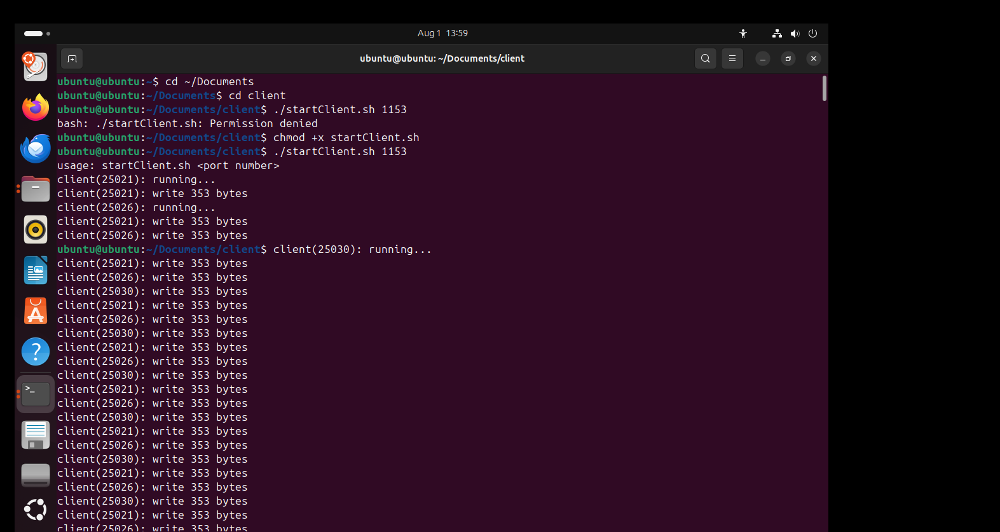 Aug 1 13:59
ubuntu@ubuntu: ~/Documents/client
ubuntu@ubuntu:~$ cd ~/Documents
ubuntu@ubuntu:~/Documents$ cd client
ubuntu@ubuntu:~/Documents/client$ ./startClient.sh 1153
bash: ./startClient.sh: Permission denied
ubuntu@ubuntu:~/Documents/client$ chmod +x startClient.sh
ubuntu@ubuntu:~/Documents/client$ ./startClient.sh 1153
usage: startClient.sh <port number>
client(25021): running...
client(25021): write 353 bytes
client(25026): running...
client(25021): write 353 bytes
client(25026): write 353 bytes
ubuntu@ubuntu:~/Documents/client$ client(25030): running...
client(25021): write 353 bytes
client(25026): write 353 bytes
client(25030): write 353 bytes
client(25021): write 353 bytes
client(25026): write 353 bytes
client(25030): write 353 bytes
client(25021): write 353 bytes
client(25026): write 353 bytes
client(25030): write 353 bytes
client(25021): write 353 bytes
client(25026): write 353 bytes
client(25030): write 353 bytes
client(25021): write 353 bytes
client(25026): write 353 bytes
client(25030): write 353 bytes
client(25021): write 353 bytes
client(25026): write 353 bytes
client(25030): write 353 bytes
client(25021): write 353 bytes
client(25026): write 353 bytes